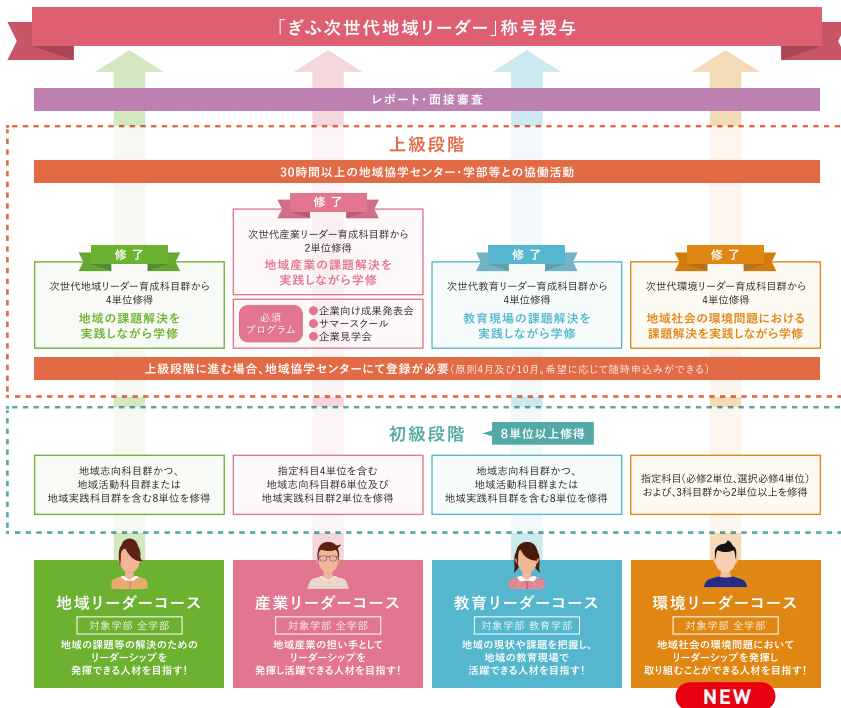 「ぎふ次世代地域リーダー」称号授与
レポート・面接審査
上級段階
30時間以上の地域協学センター・学部等との協働活動
修了
次世代地域リーダー育成科目群から
4単位修得
地域の課題解決を
実践しながら学修
修了
次世代産業リーダー育成科目群から
2単位修得
地域産業の課題解決を
実践しながら学修
必須
プログラム
●企業向け成果発表会
●サマースクール
●企業見学会
修了
次世代教育リーダー育成科目群から
4単位修得
教育現場の課題解決を
実践しながら学修
修了
次世代環境リーダー育成科目群から
4単位修得
地域社会の環境問題における
課題解決を実践しながら学修
上級段階に進む場合、地域協学センターにて登録が必要(原則4月及び10月。希望に応じて随時申込みができる)
初級段階
8単位以上修得
地域志向科目群かつ、
地域活動科目群または
地域実践科目群を含む8単位を修得
指定科目4単位を含む
地域志向科目群6単位及び
地域実践科目群2単位を修得
地域志向科目群かつ、
地域活動科目群または
地域実践科目群を含む8単位を修得
指定科目(必修2単位、選択必修4単位)
および、3科目群から2単位以上を修得
地域リーダーコース
対象学部 全学部
地域の課題等の解決のための
リーダーシップを
発揮できる人材を目指す!
産業リーダーコース
対象学部 全学部
地域産業の担い手として
リーダーシップを
発揮し活躍できる人材を目指す!
教育リーダーコース
対象学部 教育学部
地域の現状や課題を把握し、
地域の教育現場で
活躍できる人材を目指す!
環境リーダーコース
対象学部 全学部
地域社会の環境問題において
リーダーシップを発揮し
取り組むことができる人材を目指す!
NEW